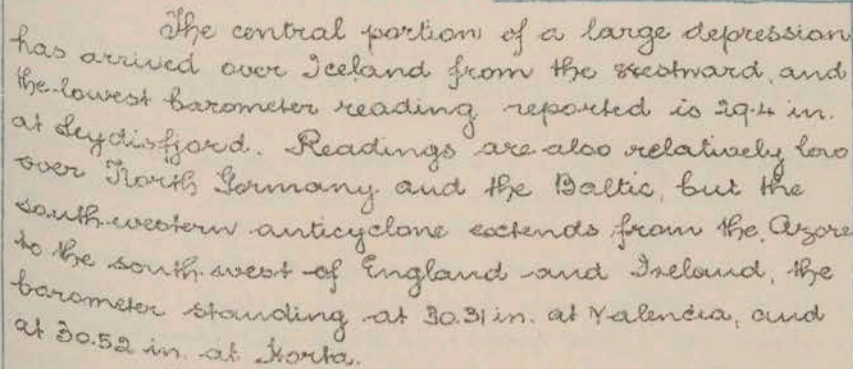 The central portion of a large depression
has arrived over Iceland from the westward, and
the lowest barometer reading reported is 29.4 in.
at Seydisfjord. Readings are also relatively low
over North Germany and the Baltic, but the
south-western anticyclone extends from the Azores
to the south-west of England and Ireland, the
barometer standing at 30.31 in. at Valencia, and
at 30.52 in. at Horta.